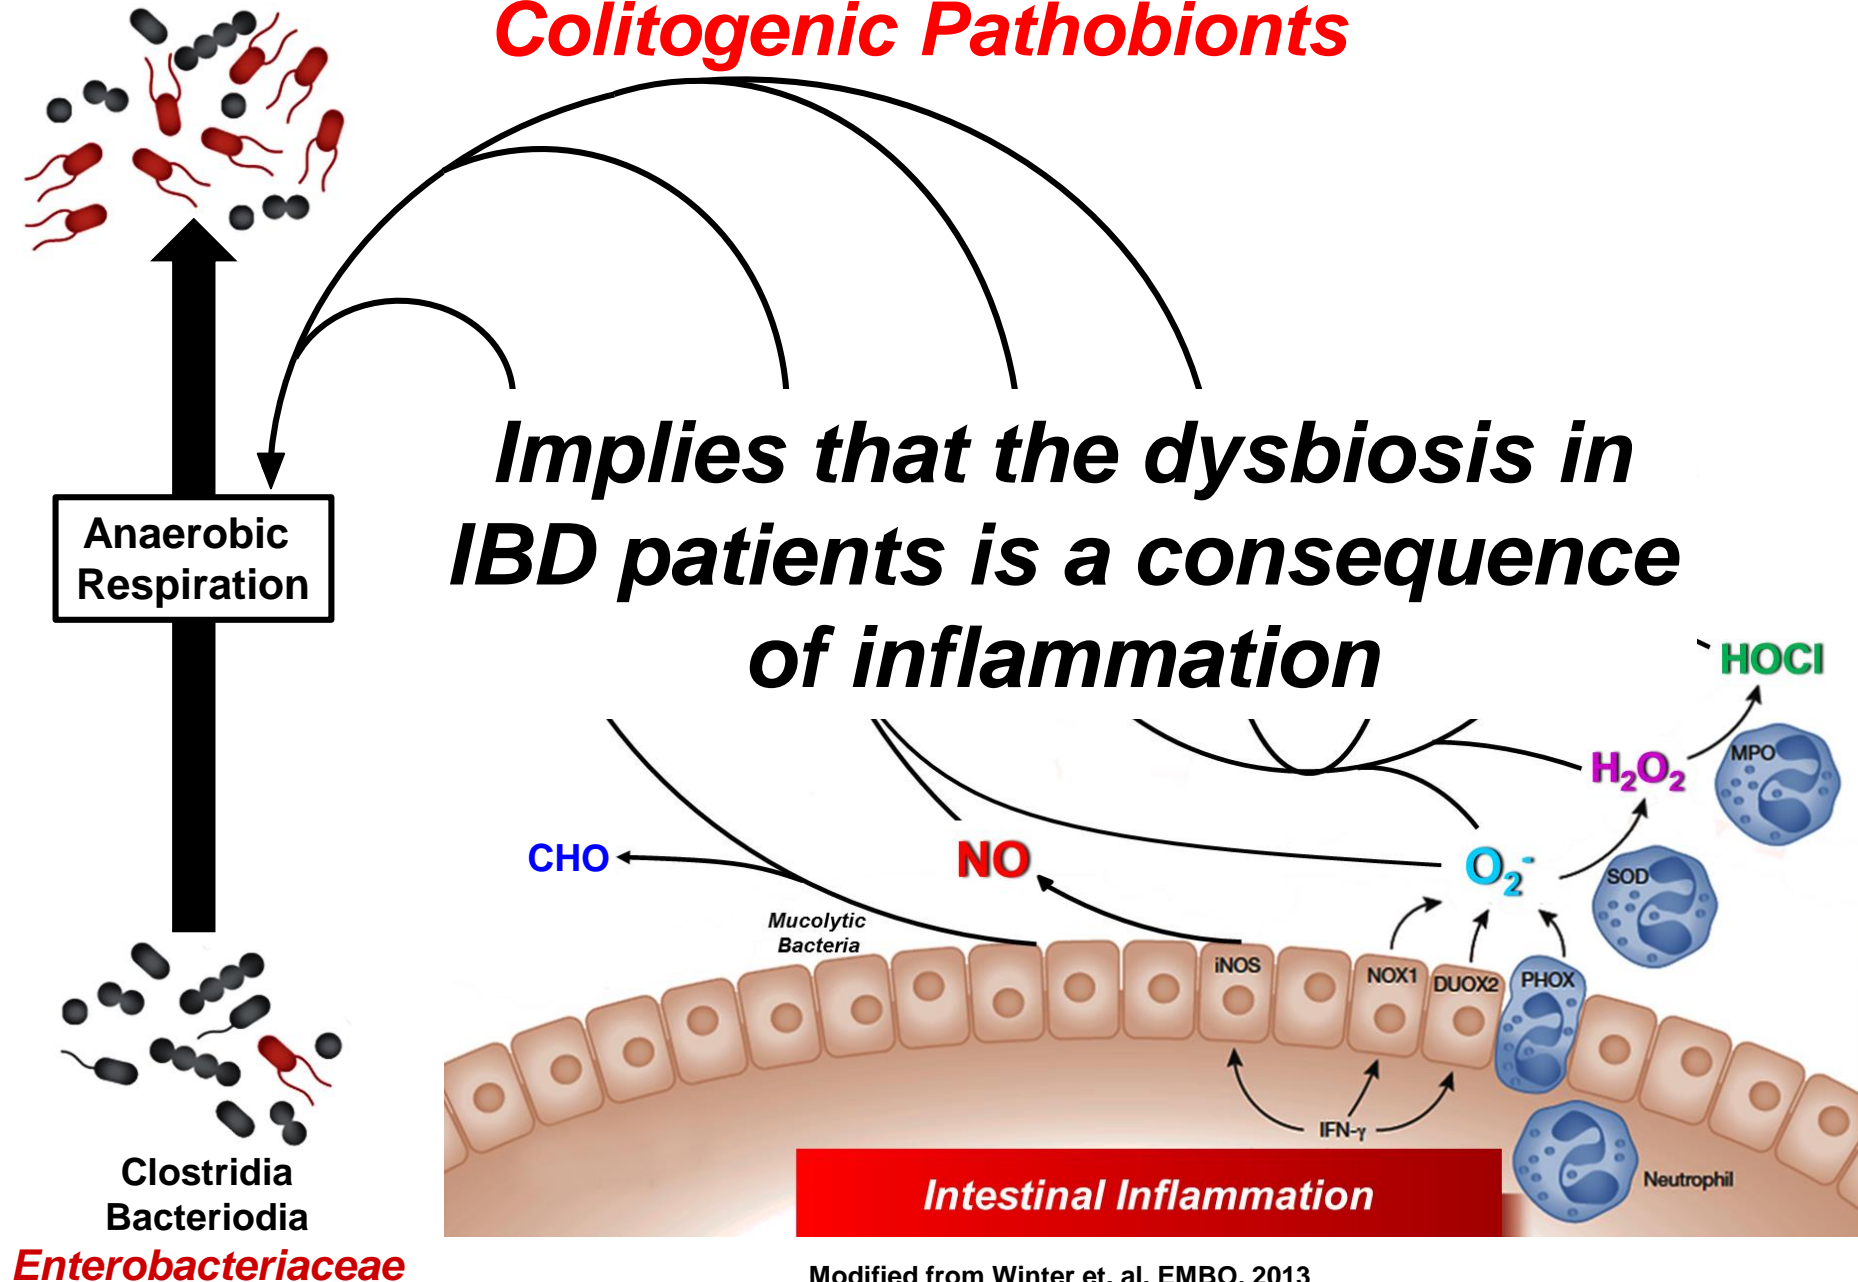 Colitogenic Pathobionts
Implies that the dysbiosis in
IBD patients is a consequence
of inflammation
Anaerobic
Respiration
HOCl
MPO
H₂O₂
CHO
NO
O₂⁻
SOD
Mucolytic
Bacteria
iNOS
NOX1
DUOX2
PHOX
IFN-γ
Intestinal Inflammation
Neutrophil
Clostridia
Bacteriodia
Enterobacteriaceae
Modified from Winter et. al. EMBO, 2013